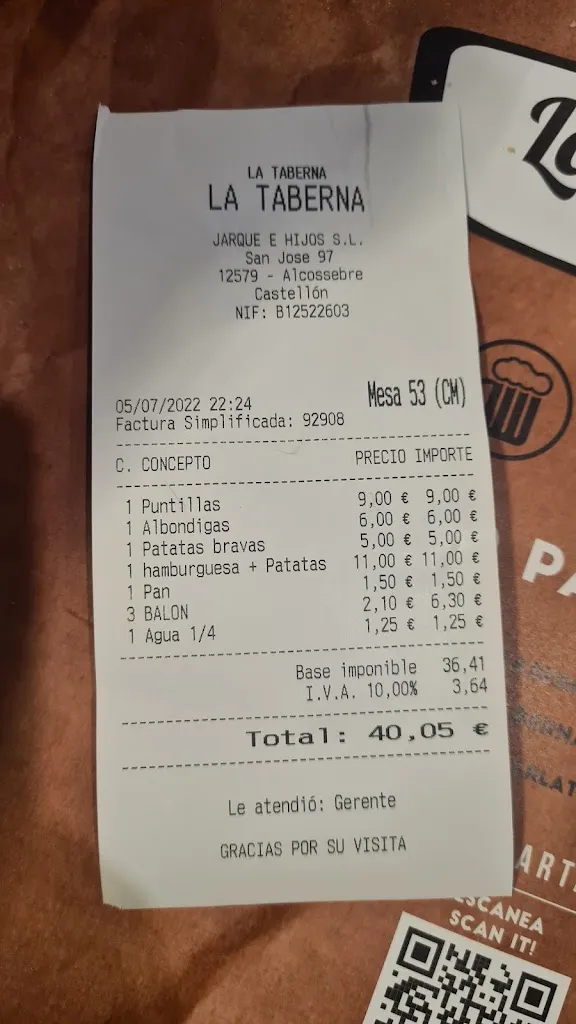 LA TABERNA
LA TABERNA
JARQUE E HIJOS S.L.
San Jose 97
12579 - Alcossebre
Castellón
NIF: B12522603
05/07/2022 22:24 Mesa 53 (CM)
Factura Simplificada: 92908
C. CONCEPTO PRECIO IMPORTE
1 Puntillas 9,00 € 9,00 €
1 Albondigas 6,00 € 6,00 €
1 Patatas bravas 5,00 € 5,00 €
1 hamburguesa + Patatas 11,00 € 11,00 €
1 Pan 1,50 € 1,50 €
3 BALON 2,10 € 6,30 €
1 Agua 1/4 1,25 € 1,25 €
Base imponible 36,41
I.V.A. 10,00% 3,64
Total: 40,05 €
Le atendió: Gerente
GRACIAS POR SU VISITA
SCAN IT!